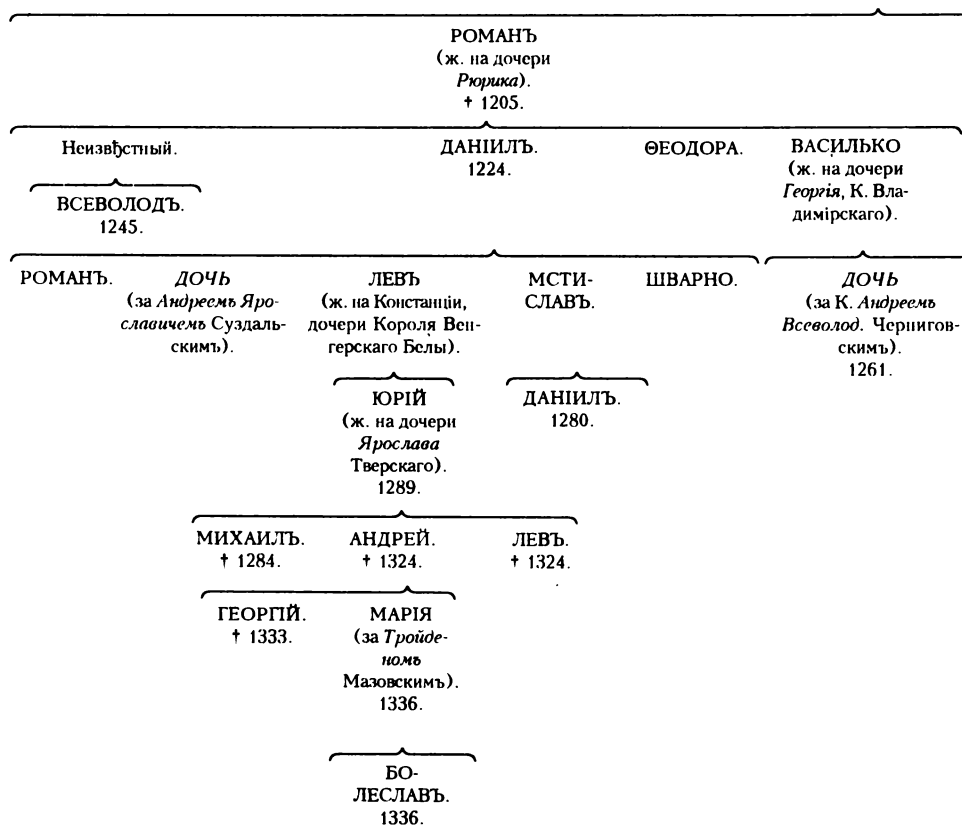 РОМАНЪ
(ж. на дочери
Рюрика).
† 1205.
Неизвѣстный.
ДАНІИЛЪ.
1224.
ѲЕОДОРА.
ВАСИЛЬКО
(ж. на дочери
Георгія, К. Вла-
димірскаго).
ВСЕВОЛОДЪ.
1245.
РОМАНЪ.
ДОЧЬ
(за Андреемъ Яро-
славичемъ Суздаль-
скимъ).
ЛЕВЪ
(ж. на Констанціи,
дочери Короля Вен-
герскаго Белы).
МСТИ-
СЛАВЪ.
ШВАРНО.
ДОЧЬ
(за К. Андреемъ
Всеволод. Чернигов-
скимъ).
1261.
ЮРІЙ
(ж. на дочери
Ярослава
Тверскаго).
1289.
ДАНІИЛЪ.
1280.
МИХАИЛЪ.
† 1284.
АНДРЕЙ.
† 1324.
ЛЕВЪ.
† 1324.
ГЕОРГІЙ.
† 1333.
МАРІЯ
(за Тройде-
номъ
Мазовскимъ).
1336.
БО-
ЛЕСЛАВЪ.
1336.